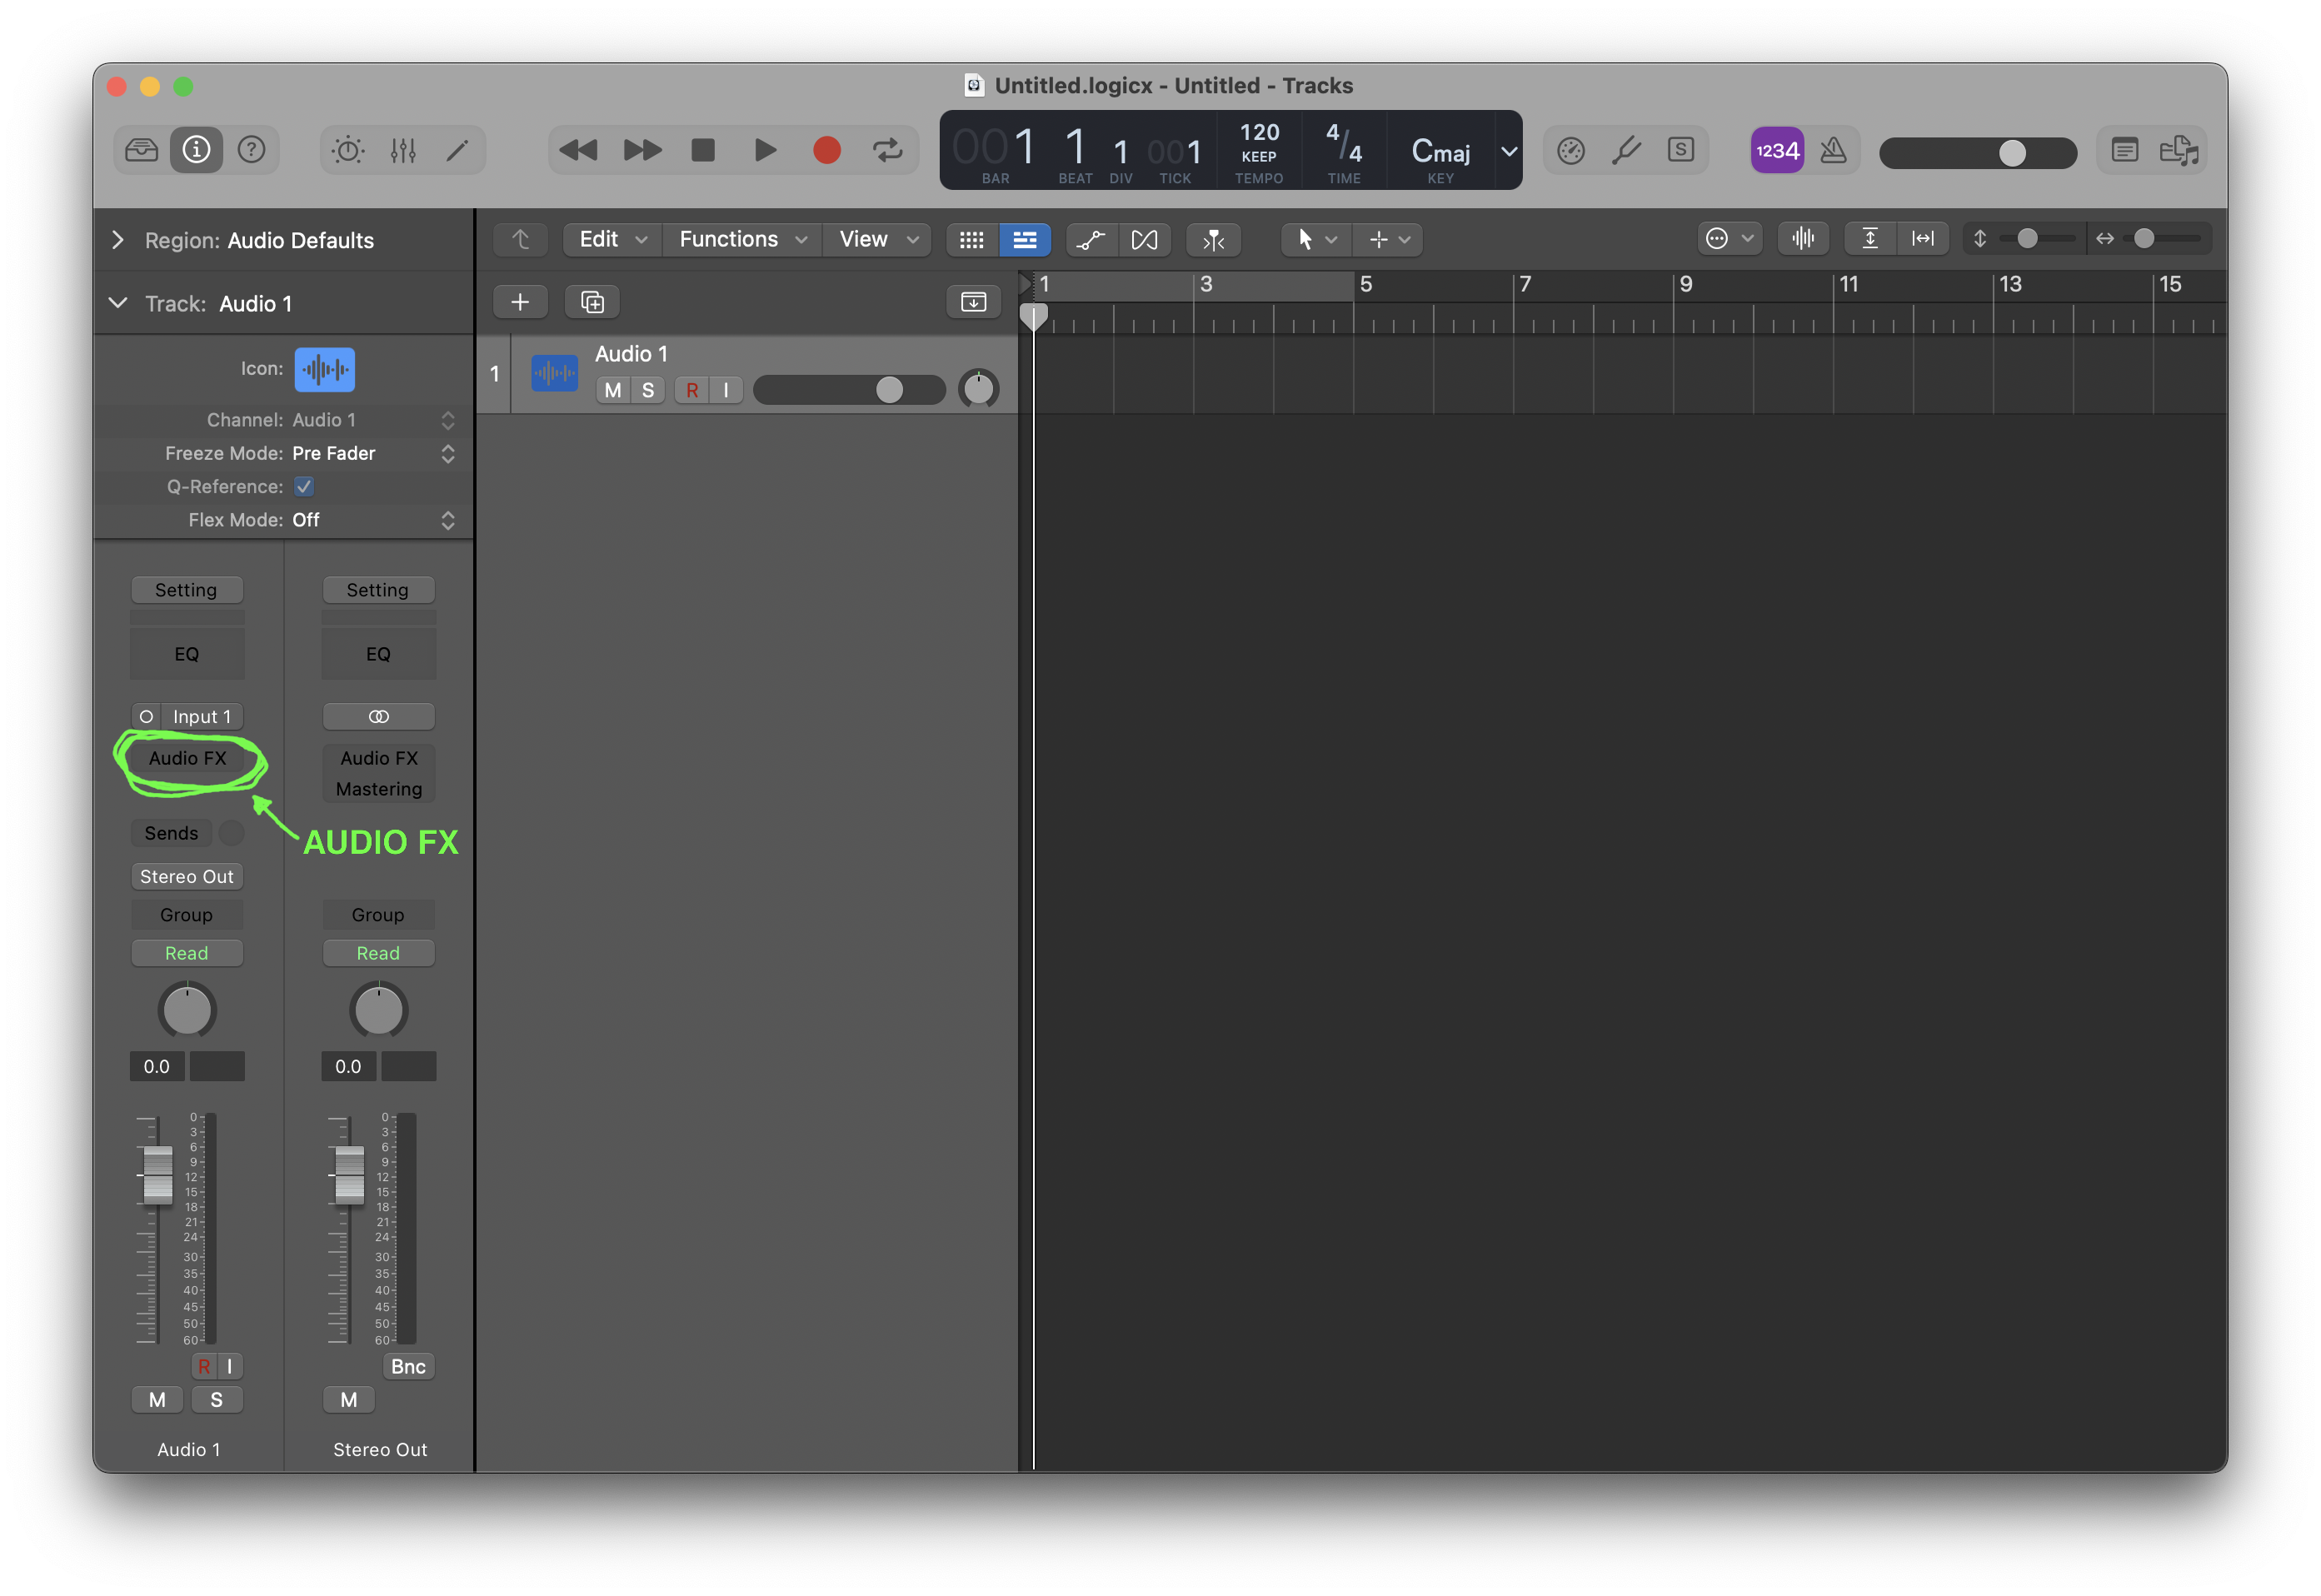 Untitled.logicx - Untitled - Tracks
001 1 1 001
BAR BEAT DIV TICK
120
KEEP
TEMPO
4/4
TIME
Cmaj
KEY
S
1234
Region: Audio Defaults
Edit Functions View
Track: Audio 1
1 3 5 7 9 11 13 15
Icon:
Channel: Audio 1
Freeze Mode: Pre Fader
Q-Reference:
Flex Mode: Off
1
Audio 1
M S R I
Setting Setting
EQ EQ
Input 1
Audio FX Audio FX
Mastering
Sends
AUDIO FX
Stereo Out
Group Group
Read Read
0.0 0.0
0 0
3 3
6 6
9 9
12 12
15 15
18 18
21 21
24 24
30 30
35 35
40 40
45 45
50 50
60 60
R I Bnc
M S M
Audio 1 Stereo Out